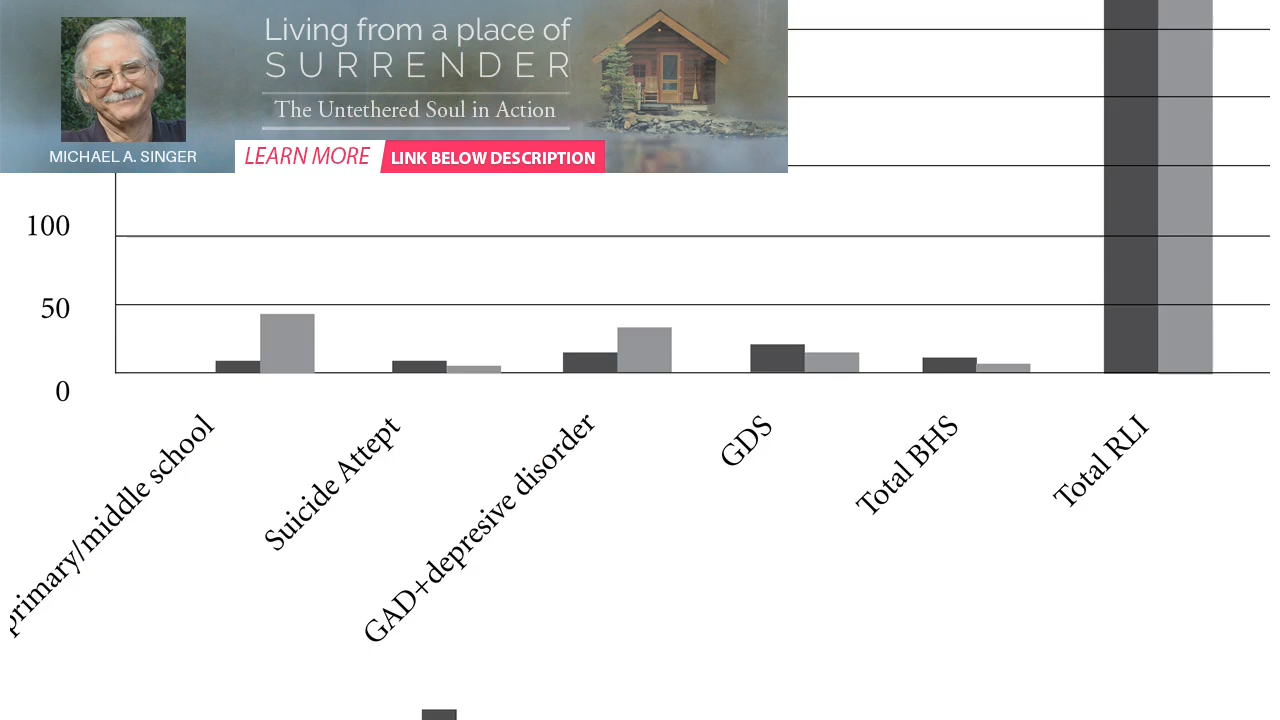 Living from a place of
SURRENDER
The Untethered Soul in Action
MICHAEL A. SINGER
LEARN MORE
LINK BELOW DESCRIPTION
100
50
0
primary/middle school
Suicide Attept
GAD+depresive disorder
GDS
Total BHS
Total RLI